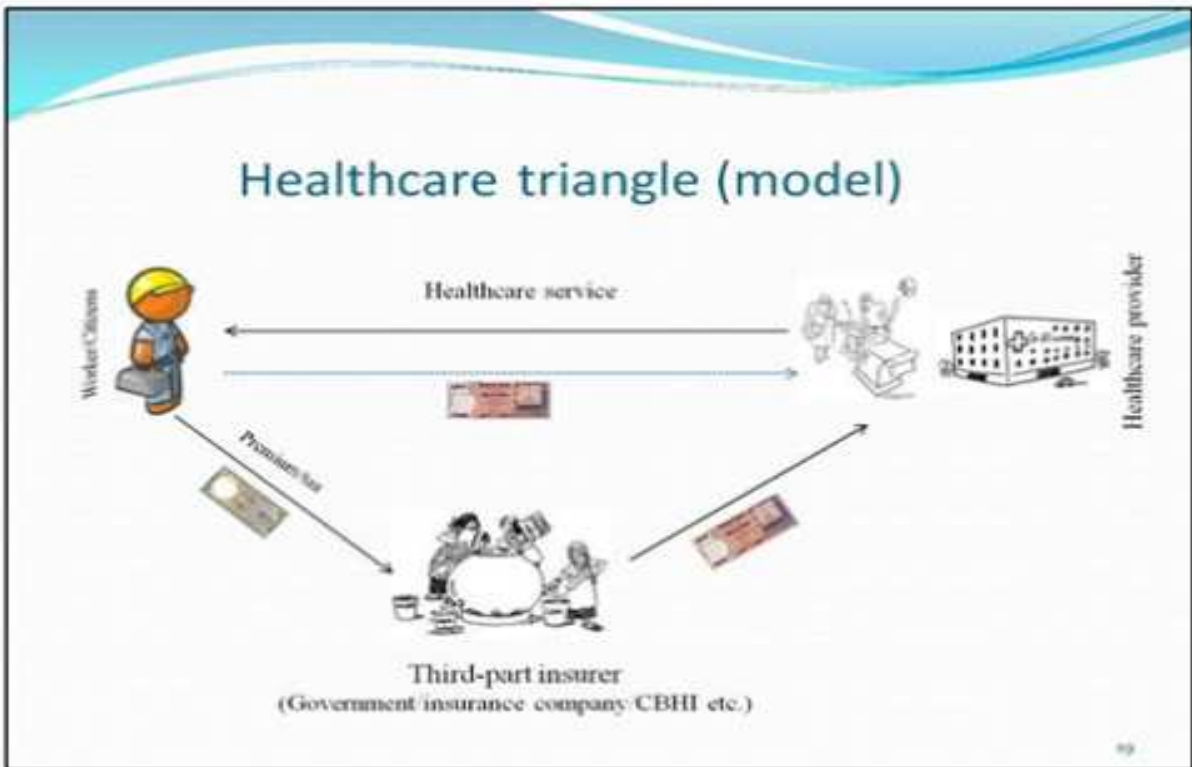 Healthcare triangle (model)
Healthcare service
Worker/Citizens
Healthcare provider
Premium/tax
Third-part insurer
(Government/insurance company/CBHI etc.)